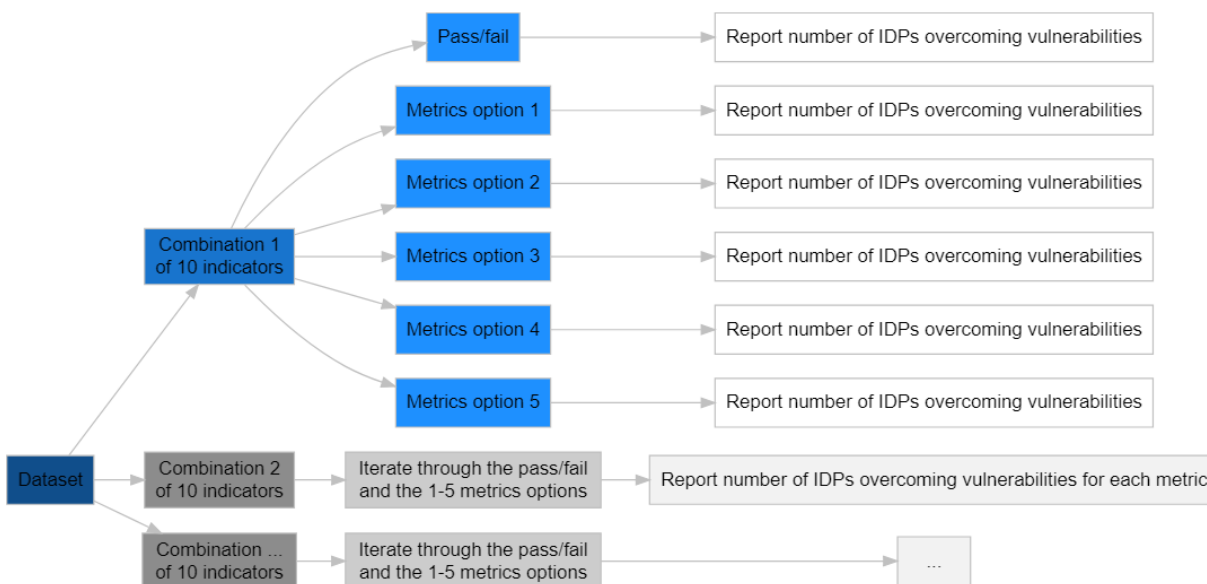 Pass/fail
Report number of IDPs overcoming vulnerabilities
Metrics option 1
Report number of IDPs overcoming vulnerabilities
Metrics option 2
Report number of IDPs overcoming vulnerabilities
Combination 1
of 10 indicators
Metrics option 3
Report number of IDPs overcoming vulnerabilities
Metrics option 4
Report number of IDPs overcoming vulnerabilities
Metrics option 5
Report number of IDPs overcoming vulnerabilities
Dataset
Combination 2
of 10 indicators
Iterate through the pass/fail
and the 1-5 metrics options
Report number of IDPs overcoming vulnerabilities for each metric
Combination ...
of 10 indicators
Iterate through the pass/fail
and the 1-5 metrics options
...